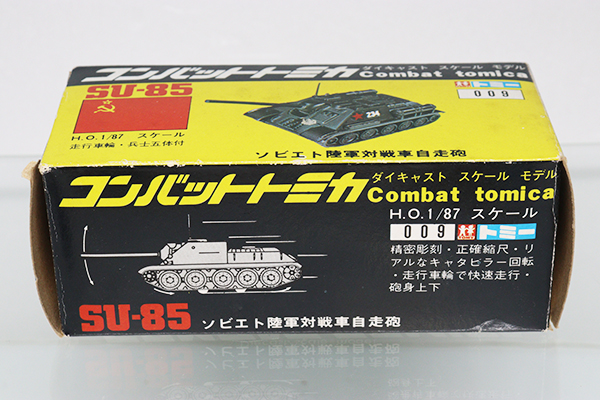 コンバットトミカ
ダイキャスト スケール モデル
Combat tomica
SU-85
009
トミー
234
H.O.1/87 スケール
走行車輪・兵士五体付
ソビエト陸軍対戦車自走砲
コンバットトミカ
ダイキャスト スケール モデル
Combat tomica
H.O.1/87 スケール
009
トミー
精密彫刻・正確縮尺・リ
アルなキャタピラー回転
・走行車輪で快速走行・
砲身上下
SU-85
ソビエト陸軍対戦車自走砲